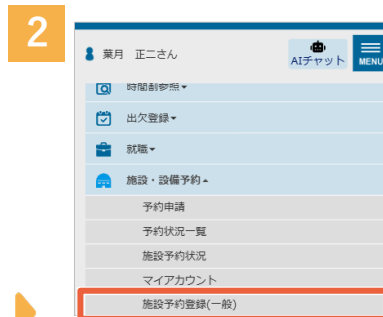 2
葉月 正二さん
AIチャット
MENU
時間割参照▾
出欠登録▾
就職▾
施設・設備予約▴
予約申請
予約状況一覧
施設予約状況
マイアカウント
施設予約登録(一般)